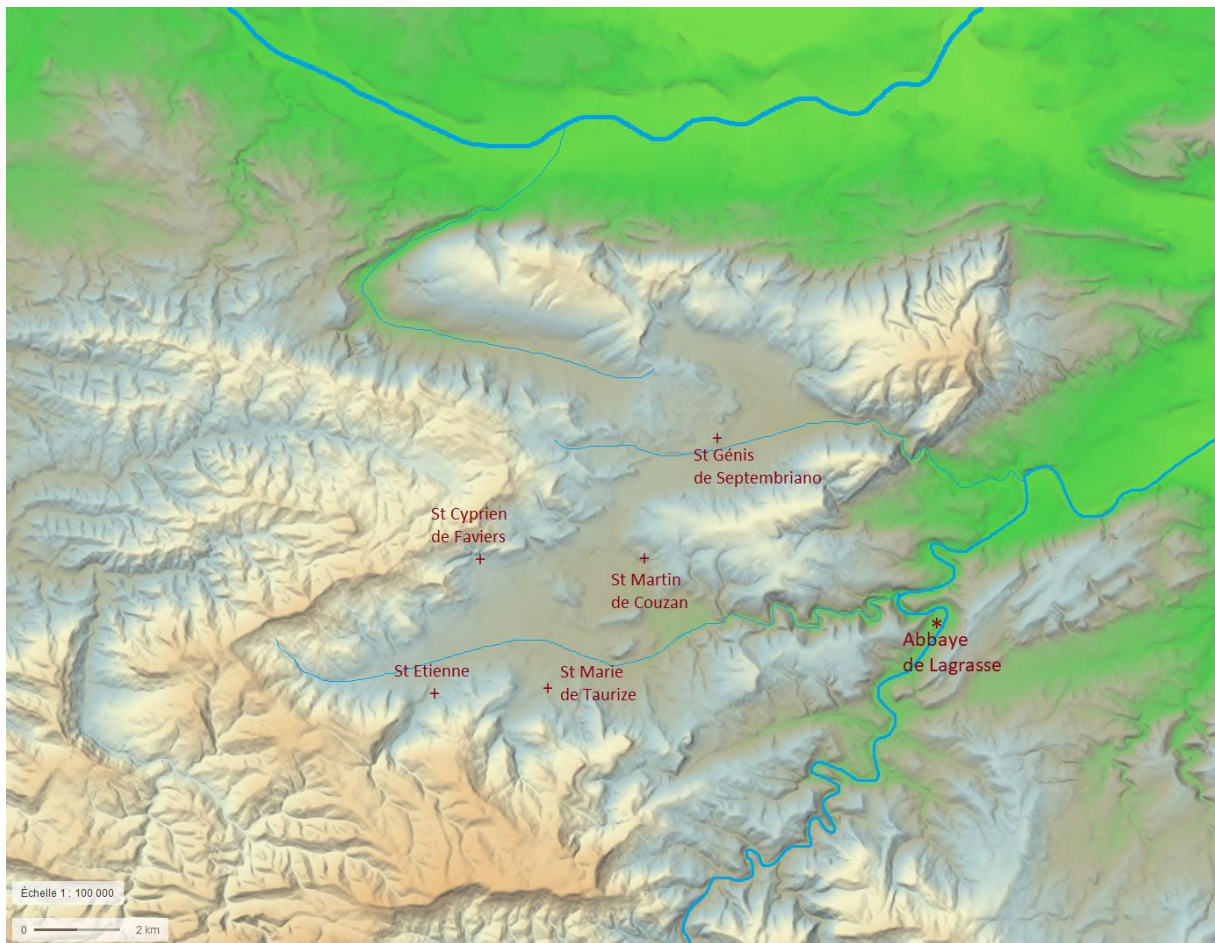 St Génis
de Septembriano
St Cyprien
de Faviers
St Martin
de Couzan
Abbaye
de Lagrasse
St Etienne
St Marie
de Taurize
Échelle 1 : 100 000
0 2 km